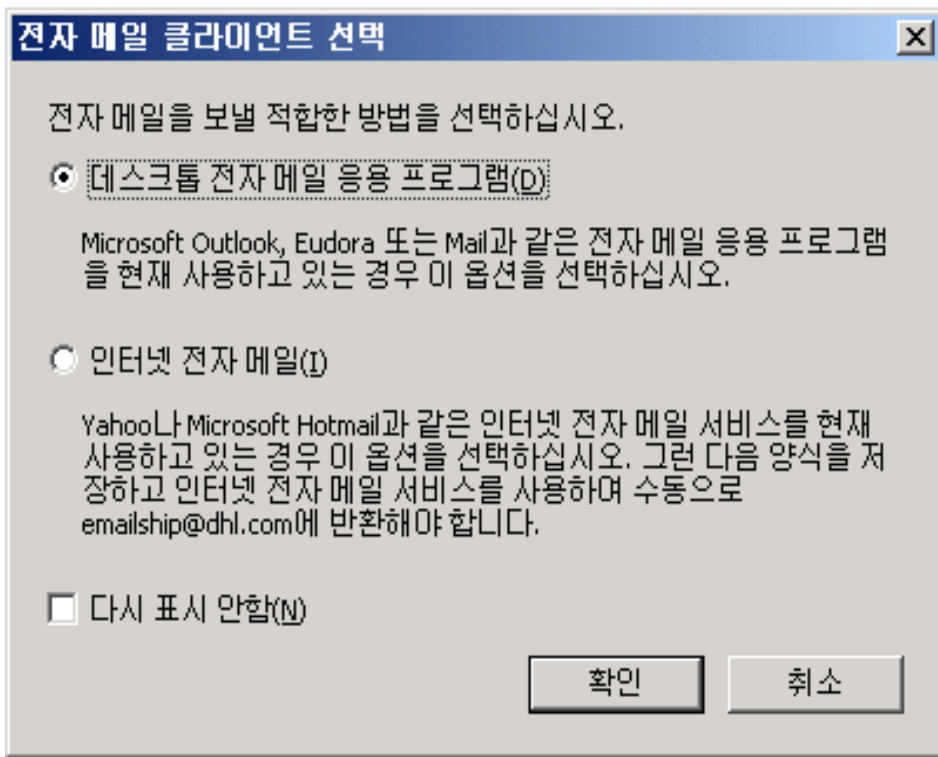 전자 메일 클라이언트 선택
전자 메일을 보낼 적합한 방법을 선택하십시오.
데스크톱 전자 메일 응용 프로그램(D)
Microsoft Outlook, Eudora 또는 Mail과 같은 전자 메일 응용 프로그램
을 현재 사용하고 있는 경우 이 옵션을 선택하십시오.
인터넷 전자 메일(I)
Yahoo나 Microsoft Hotmail과 같은 인터넷 전자 메일 서비스를 현재
사용하고 있는 경우 이 옵션을 선택하십시오. 그런 다음 양식을 저
장하고 인터넷 전자 메일 서비스를 사용하여 수동으로
emailship@dhl.com에 반환해야 합니다.
다시 표시 안함(N)
확인 취소